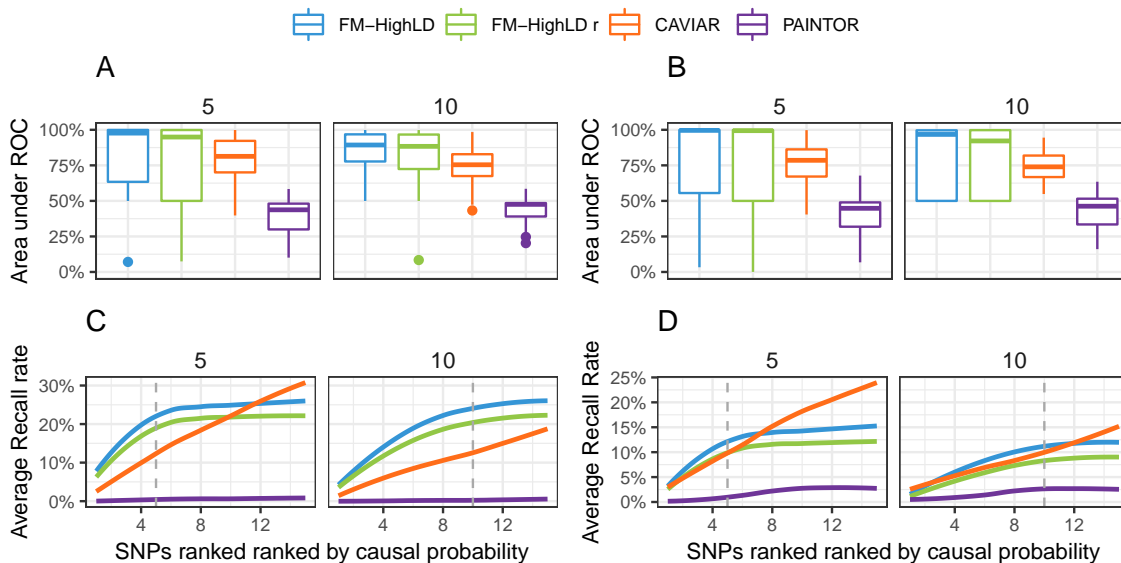 FM−HighLD FM−HighLD r CAVIAR PAINTOR
A
B
5 10
5 10
Area under ROC
100%
75%
50%
25%
0%
Area under ROC
100%
75%
50%
25%
0%
C
D
5 10
5 10
Average Recall rate
30%
20%
10%
0%
4 8 12
4 8 12
SNPs ranked ranked by causal probability
Average Recall Rate
25%
20%
15%
10%
5%
0%
4 8 12
4 8 12
SNPs ranked ranked by causal probability